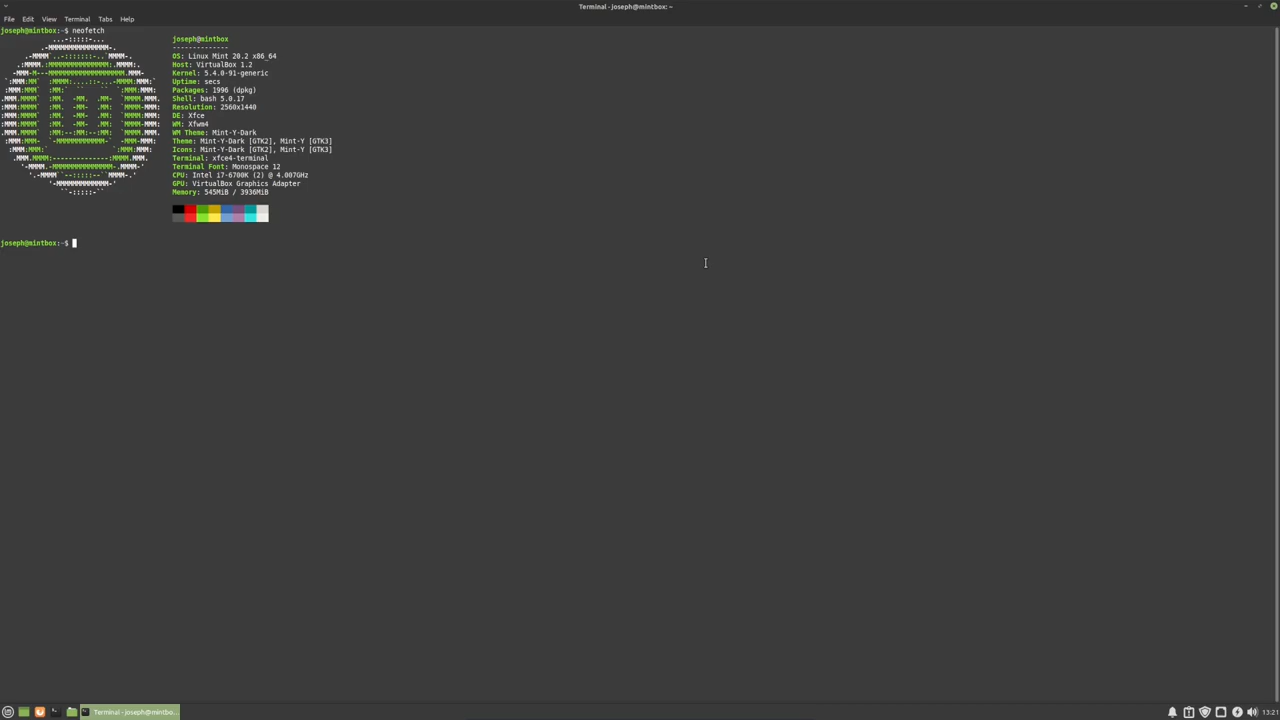 Terminal - joseph@mintbox: ~
File Edit View Terminal Tabs Help
joseph@mintbox:~$ neofetch
joseph@mintbox
--------------
OS: Linux Mint 20.2 x86_64
Host: VirtualBox 1.2
Kernel: 5.4.0-91-generic
Uptime: secs
Packages: 1996 (dpkg)
Shell: bash 5.0.17
Resolution: 2560x1440
DE: Xfce
WM: Xfwm4
WM Theme: Mint-Y-Dark
Theme: Mint-Y-Dark [GTK2], Mint-Y [GTK3]
Icons: Mint-Y-Dark [GTK2], Mint-Y [GTK3]
Terminal: xfce4-terminal
Terminal Font: Monospace 12
CPU: Intel i7-6700K (2) @ 4.007GHz
GPU: VirtualBox Graphics Adapter
Memory: 545MiB / 3936MiB
joseph@mintbox:~$
Terminal - joseph@mintbo...
13:21